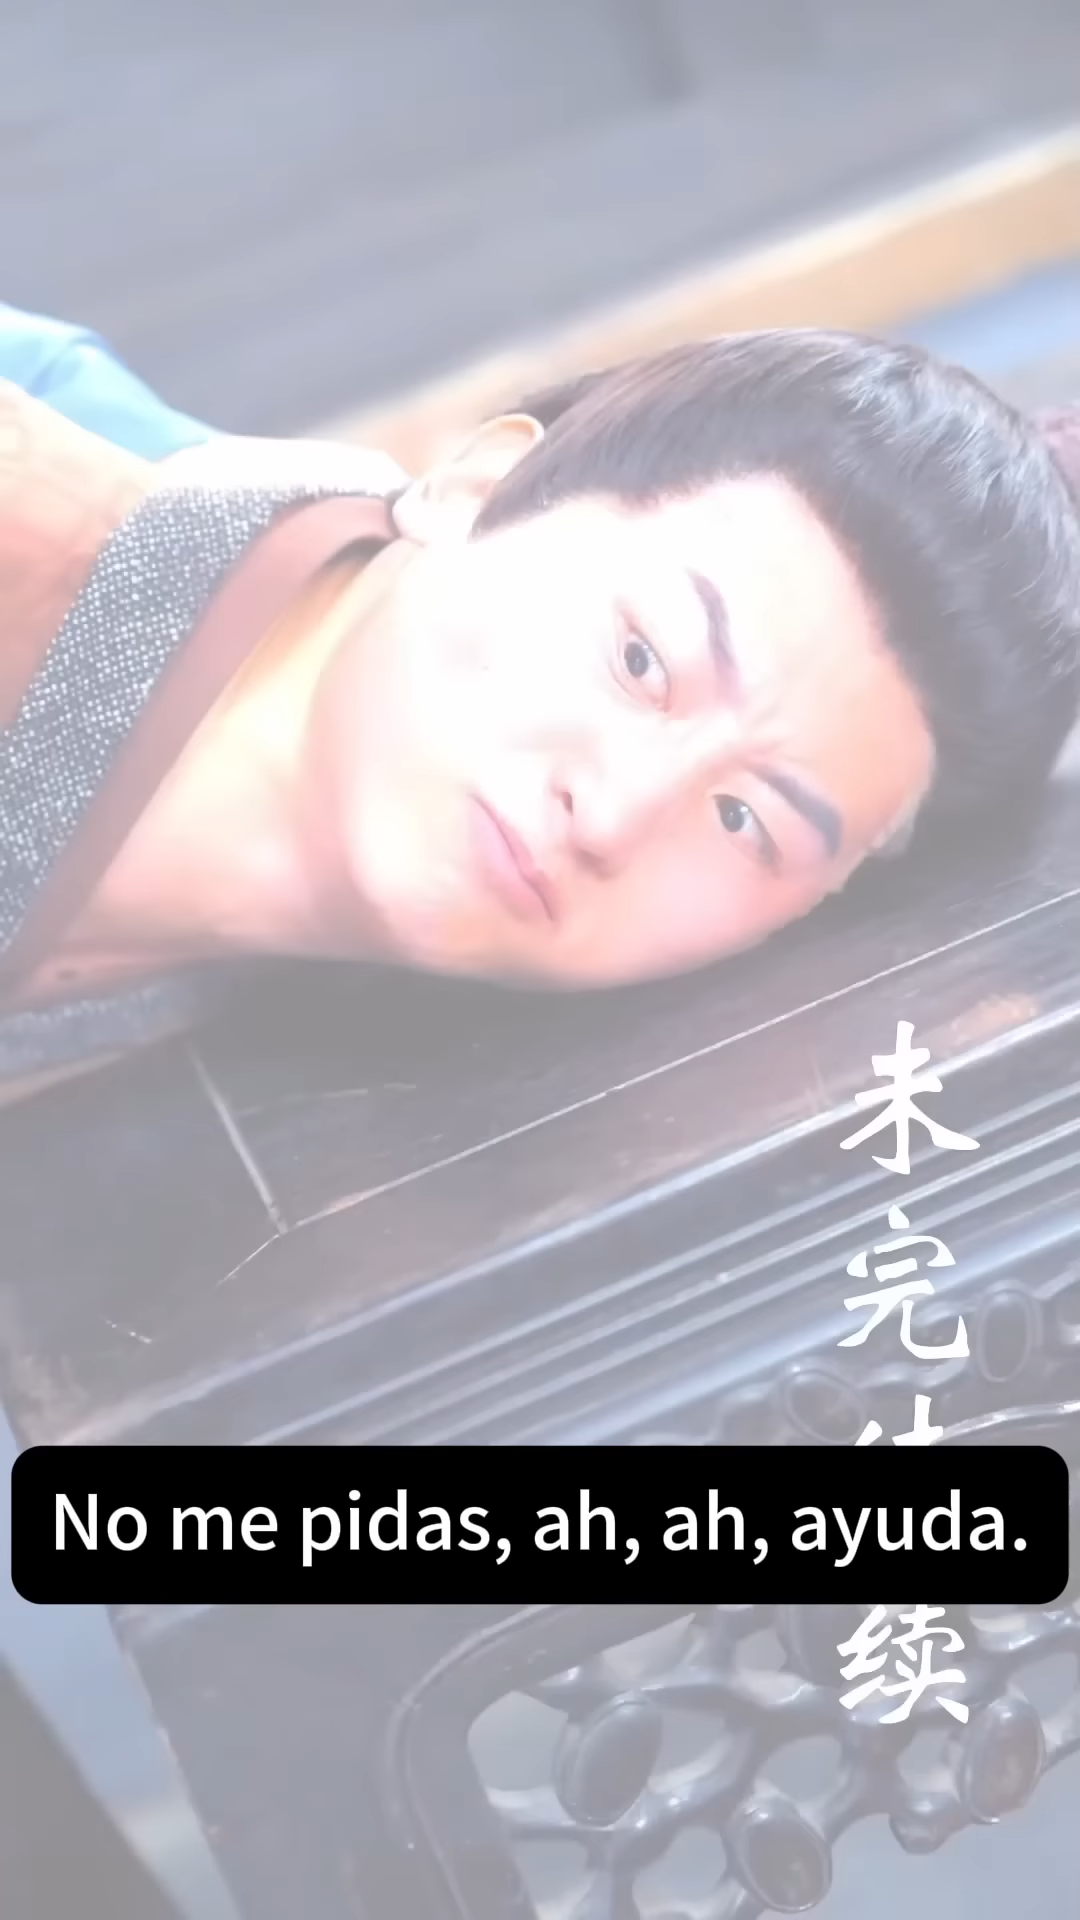 未完
续
No me pidas, ah, ah, ayuda.